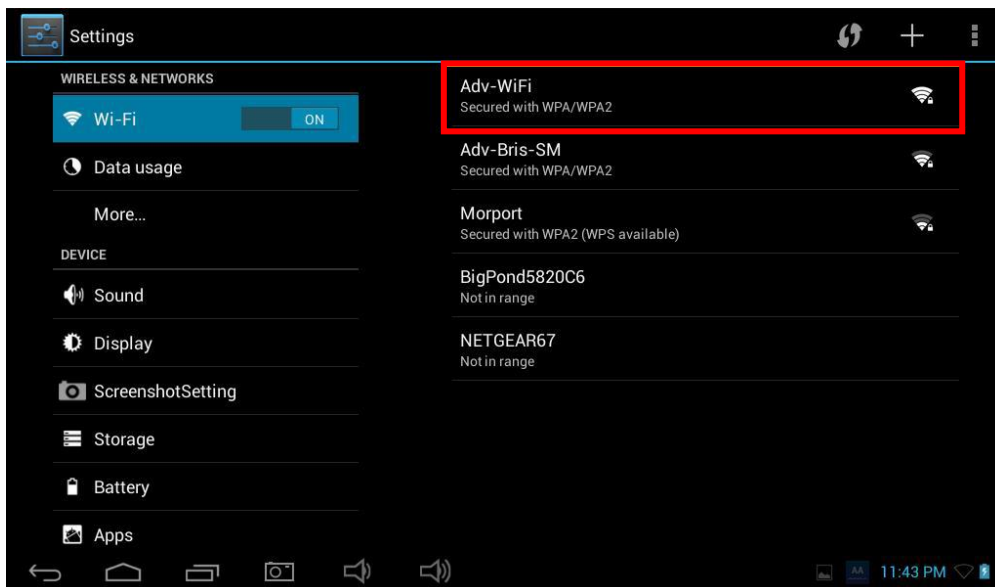 Settings
WIRELESS & NETWORKS
Wi-Fi
ON
Data usage
More...
DEVICE
Sound
Display
ScreenshotSetting
Storage
Battery
Apps
Adv-WiFi
Secured with WPA/WPA2
Adv-Bris-SM
Secured with WPA/WPA2
Morport
Secured with WPA2 (WPS available)
BigPond5820C6
Not in range
NETGEAR67
Not in range
AA
11:43 PM